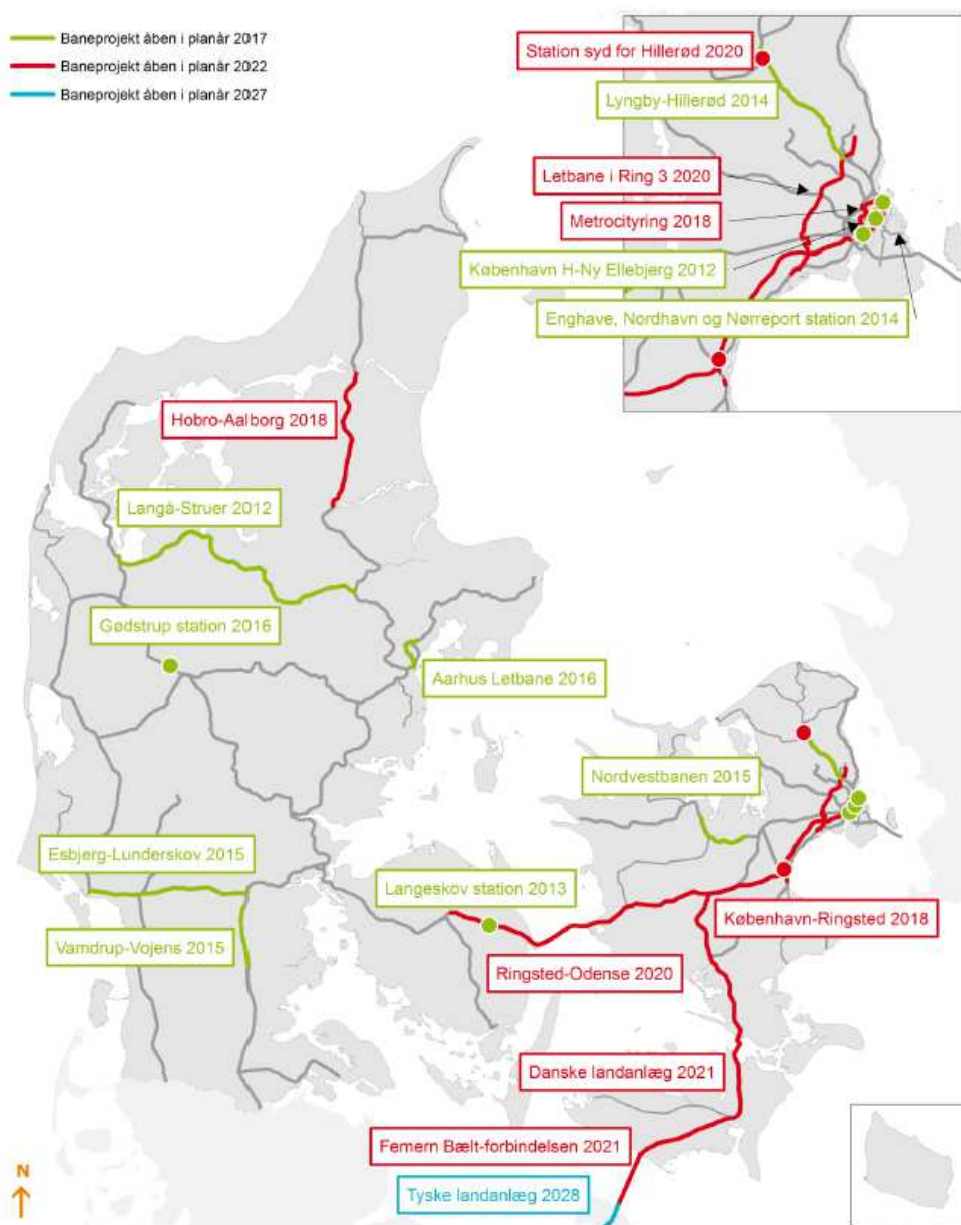 Baneprojekt åben i planår 2017
Baneprojekt åben i planår 2022
Baneprojekt åben i planår 2027
Station syd for Hillerød 2020
Lyngby-Hillerød 2014
Letbane i Ring 3 2020
Metrocityring 2018
København H-Ny Ellebjerg 2012
Enghave, Nordhavn og Nørreport station 2014
Hobro-Aalborg 2018
Langå-Struer 2012
Gødstrup station 2016
Aarhus Letbane 2016
Nordvestbanen 2015
Esbjerg-Lunderskov 2015
Langeskov station 2013
København-Ringsted 2018
Vamdrup-Vojens 2015
Ringsted-Odense 2020
Danske landanlæg 2021
Femern Bælt-forbindelsen 2021
Tyske landanlæg 2028
N